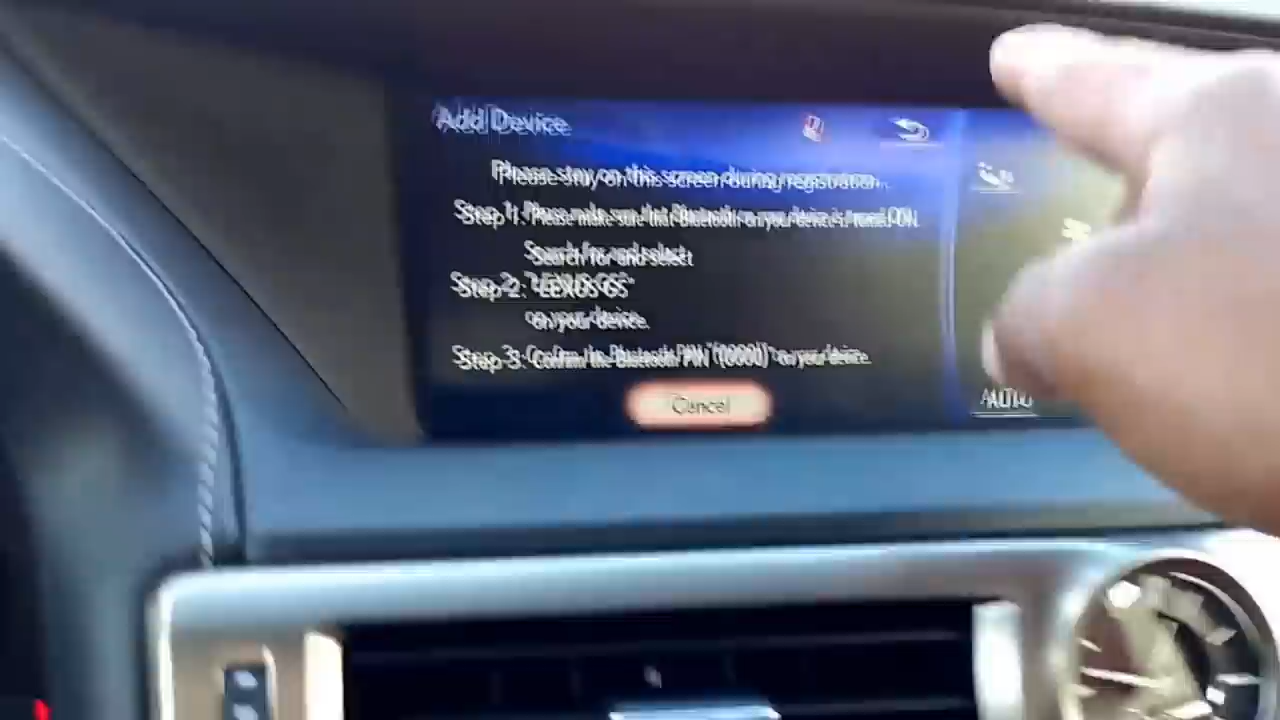 Add Device
Please stay on this screen during registration.
Step 1: Please make sure that Bluetooth on your device is turned ON.
Search for and select
Step 2: "LEXUS GS"
on your device.
Step 3: Confirm the Bluetooth PIN "(0000)" on your device.
Cancel
AUTO